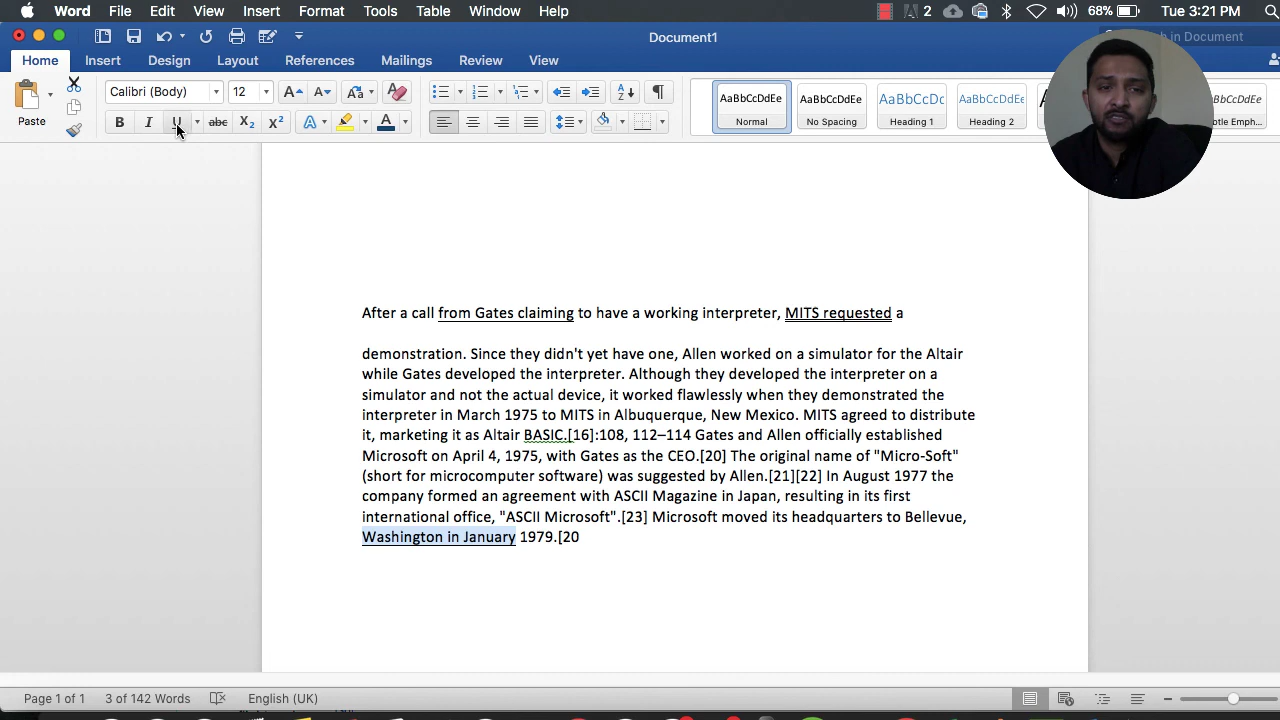 Word File Edit View Insert Format Tools Table Window Help 2 68% Tue 3:21 PM
Document1
Home Insert Design Layout References Mailings Review View
Paste
Calibri (Body) 12
B I U abc X2 X2
AaBbCcDdEe Normal
AaBbCcDdEe No Spacing
AaBbCcDc Heading 1
AaBbCcDdEe Heading 2
After a call from Gates claiming to have a working interpreter, MITS requested a
demonstration. Since they didn't yet have one, Allen worked on a simulator for the Altair
while Gates developed the interpreter. Although they developed the interpreter on a
simulator and not the actual device, it worked flawlessly when they demonstrated the
interpreter in March 1975 to MITS in Albuquerque, New Mexico. MITS agreed to distribute
it, marketing it as Altair BASIC.[16]:108, 112–114 Gates and Allen officially established
Microsoft on April 4, 1975, with Gates as the CEO.[20] The original name of "Micro-Soft"
(short for microcomputer software) was suggested by Allen.[21][22] In August 1977 the
company formed an agreement with ASCII Magazine in Japan, resulting in its first
international office, "ASCII Microsoft".[23] Microsoft moved its headquarters to Bellevue,
Washington in January 1979.[20
Page 1 of 1 3 of 142 Words English (UK)